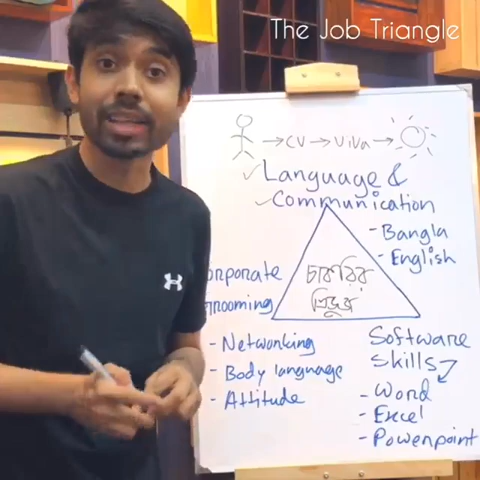 The Job Triangle
→ CV → Viva →
✓ Language &
✓ Communication
- Bangla
- English
চাকরির
ত্রিভুজ
orporate
rooming
- Networking
- Body language
- Attitude
Software
skills
- Word
- Excel
- Powerpoint